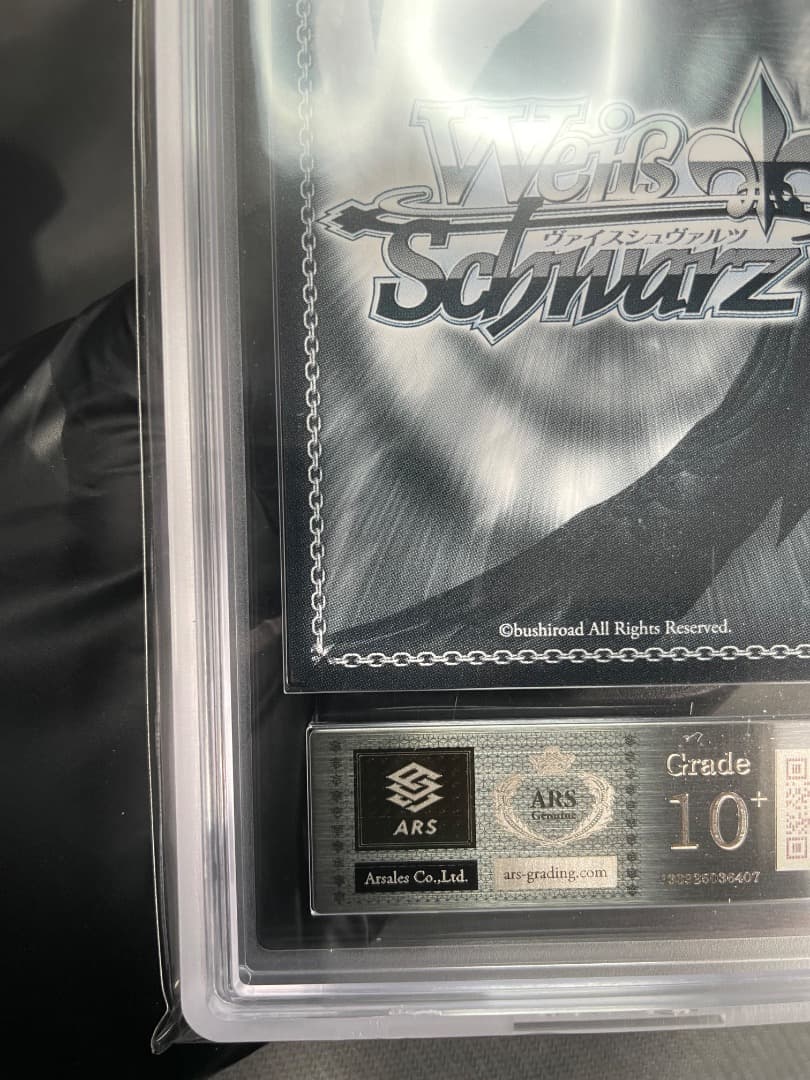 Weiß
ヴァイスシュヴァルツ
Schwarz
©bushiroad All Rights Reserved.
ARS
Arsales Co.,Ltd.
ARS
Genuine
ars-grading.com
Grade
10+